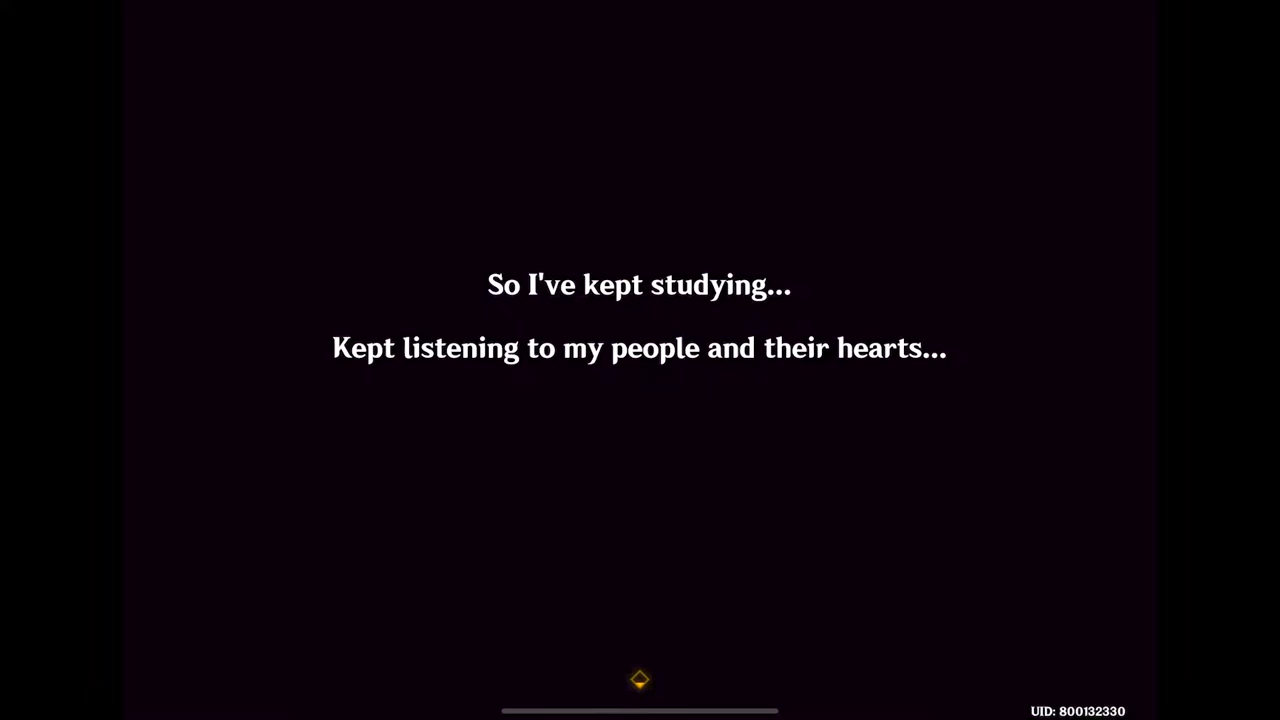 So I've kept studying...
Kept listening to my people and their hearts...
UID: 800132330